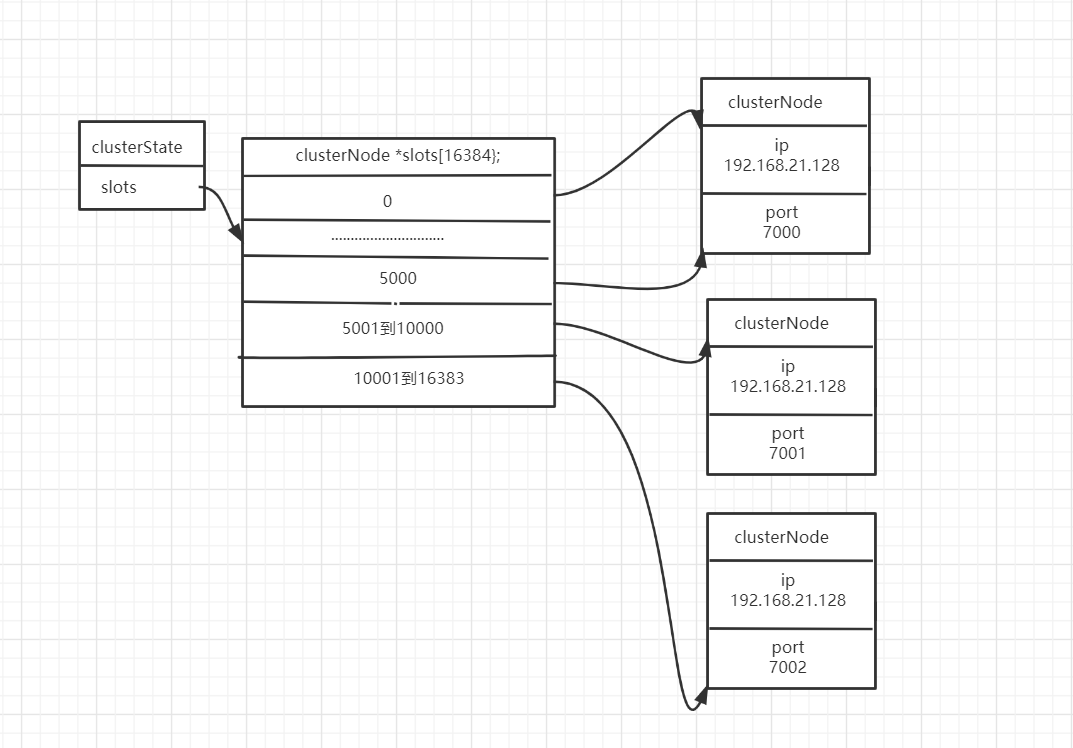 clusterState
slots
clusterNode *slots[16384};
0
.............................
5000
5001到10000
10001到16383
clusterNode
ip
192.168.21.128
port
7000
clusterNode
ip
192.168.21.128
port
7001
clusterNode
ip
192.168.21.128
port
7002